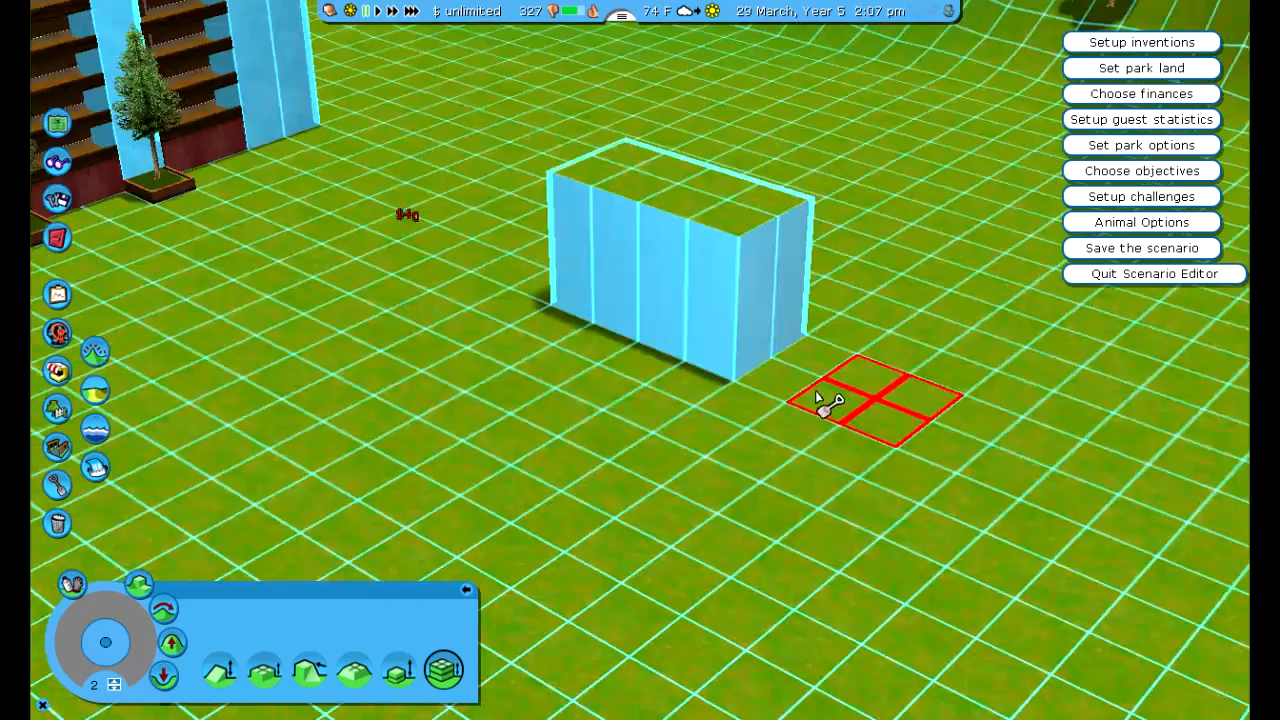 $ unlimited 327 74 F 29 March, Year 5 2:07 pm
Setup inventions
Set park land
Choose finances
Setup guest statistics
Set park options
Choose objectives
Setup challenges
Animal Options
Save the scenario
Quit Scenario Editor
2